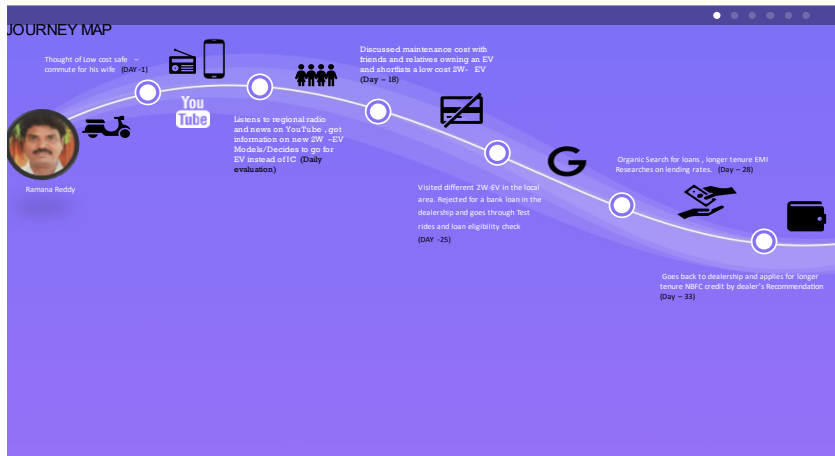 JOURNEY MAP
Thought of Low cost safe –
commute for his wife (DAY -1)
You
Tube
Ramana Reddy
Listens to regional radio
and news on YouTube , got
information on new 2W –EV
Models/Decides to go for
EV instead of IC (Daily
evaluation)
Discussed maintenance cost with
friends and relatives owning an EV
and shortlists a low cost 2W- EV
(Day – 18)
Visited different 2W-EV in the local
area. Rejected for a bank loan in the
dealership and goes through Test
rides and loan eligibility check
(DAY -25)
G
Organic Search for loans , longer tenure EMI
Researches on lending rates. (Day – 28)
Goes back to dealership and applies for longer
tenure NBFC credit by dealer's Recommendation
(Day – 33)